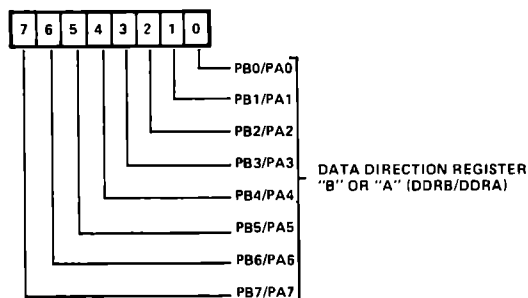 7 6 5 4 3 2 1 0
PB0/PA0
PB1/PA1
PB2/PA2
PB3/PA3
PB4/PA4
PB5/PA5
PB6/PA6
PB7/PA7
DATA DIRECTION REGISTER
"B" OR "A" (DDRB/DDRA)